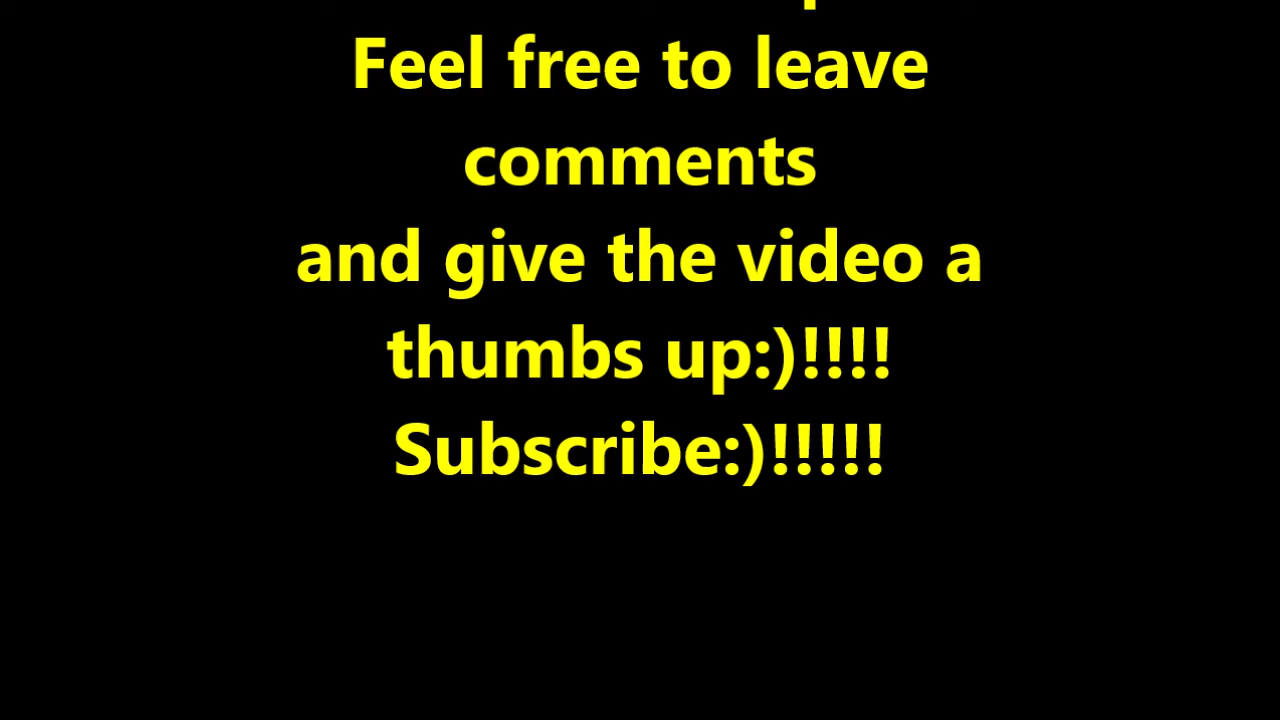 Feel free to leave
comments
and give the video a
thumbs up:)!!!!
Subscribe:)!!!!!